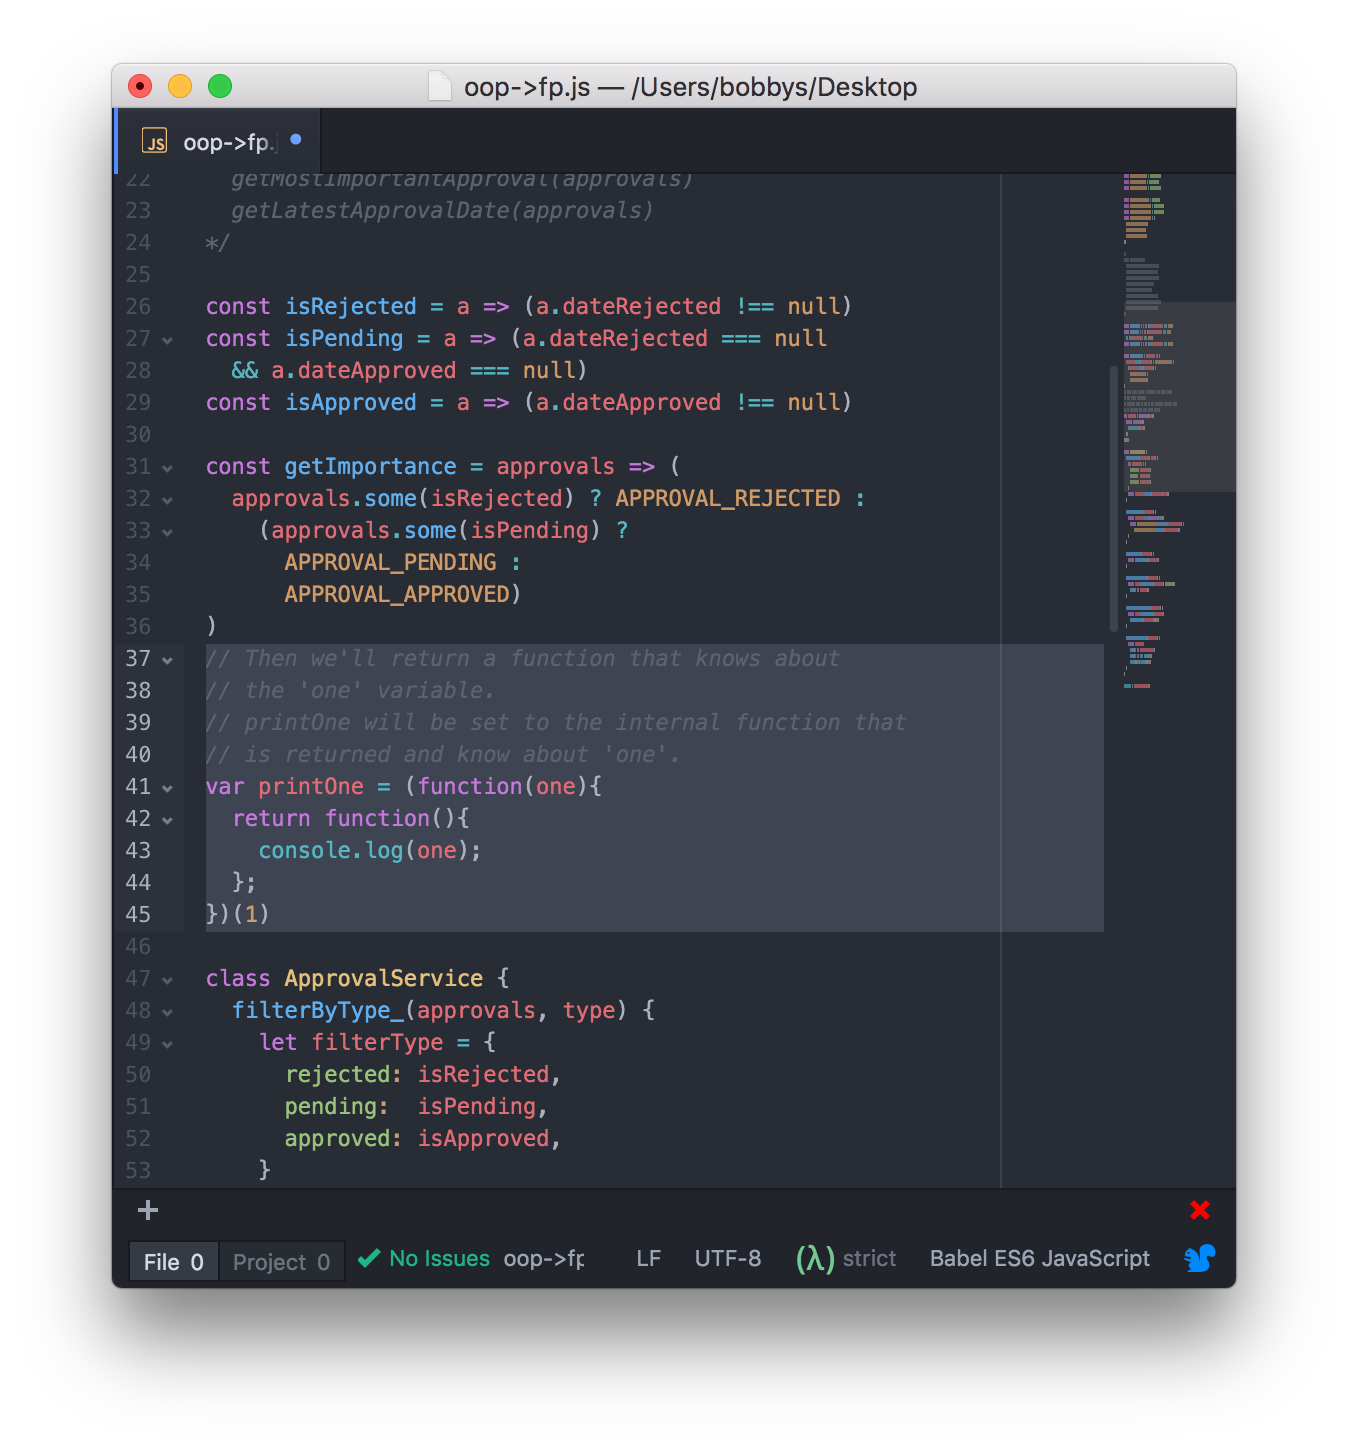 oop->fp.js — /Users/bobbys/Desktop
JS oop->fp.j
22 getMostImportantApproval(approvals)
23 getLatestApprovalDate(approvals)
24 */
25
26 const isRejected = a => (a.dateRejected !== null)
27 const isPending = a => (a.dateRejected === null
28 && a.dateApproved === null)
29 const isApproved = a => (a.dateApproved !== null)
30
31 const getImportance = approvals => (
32 approvals.some(isRejected) ? APPROVAL_REJECTED :
33 (approvals.some(isPending) ?
34 APPROVAL_PENDING :
35 APPROVAL_APPROVED)
36 )
37 // Then we'll return a function that knows about
38 // the 'one' variable.
39 // printOne will be set to the internal function that
40 // is returned and know about 'one'.
41 var printOne = (function(one){
42 return function(){
43 console.log(one);
44 };
45 })(1)
46
47 class ApprovalService {
48 filterByType_(approvals, type) {
49 let filterType = {
50 rejected: isRejected,
51 pending: isPending,
52 approved: isApproved,
53 }
File 0 Project 0 No Issues oop->fp LF UTF-8 (λ) strict Babel ES6 JavaScript